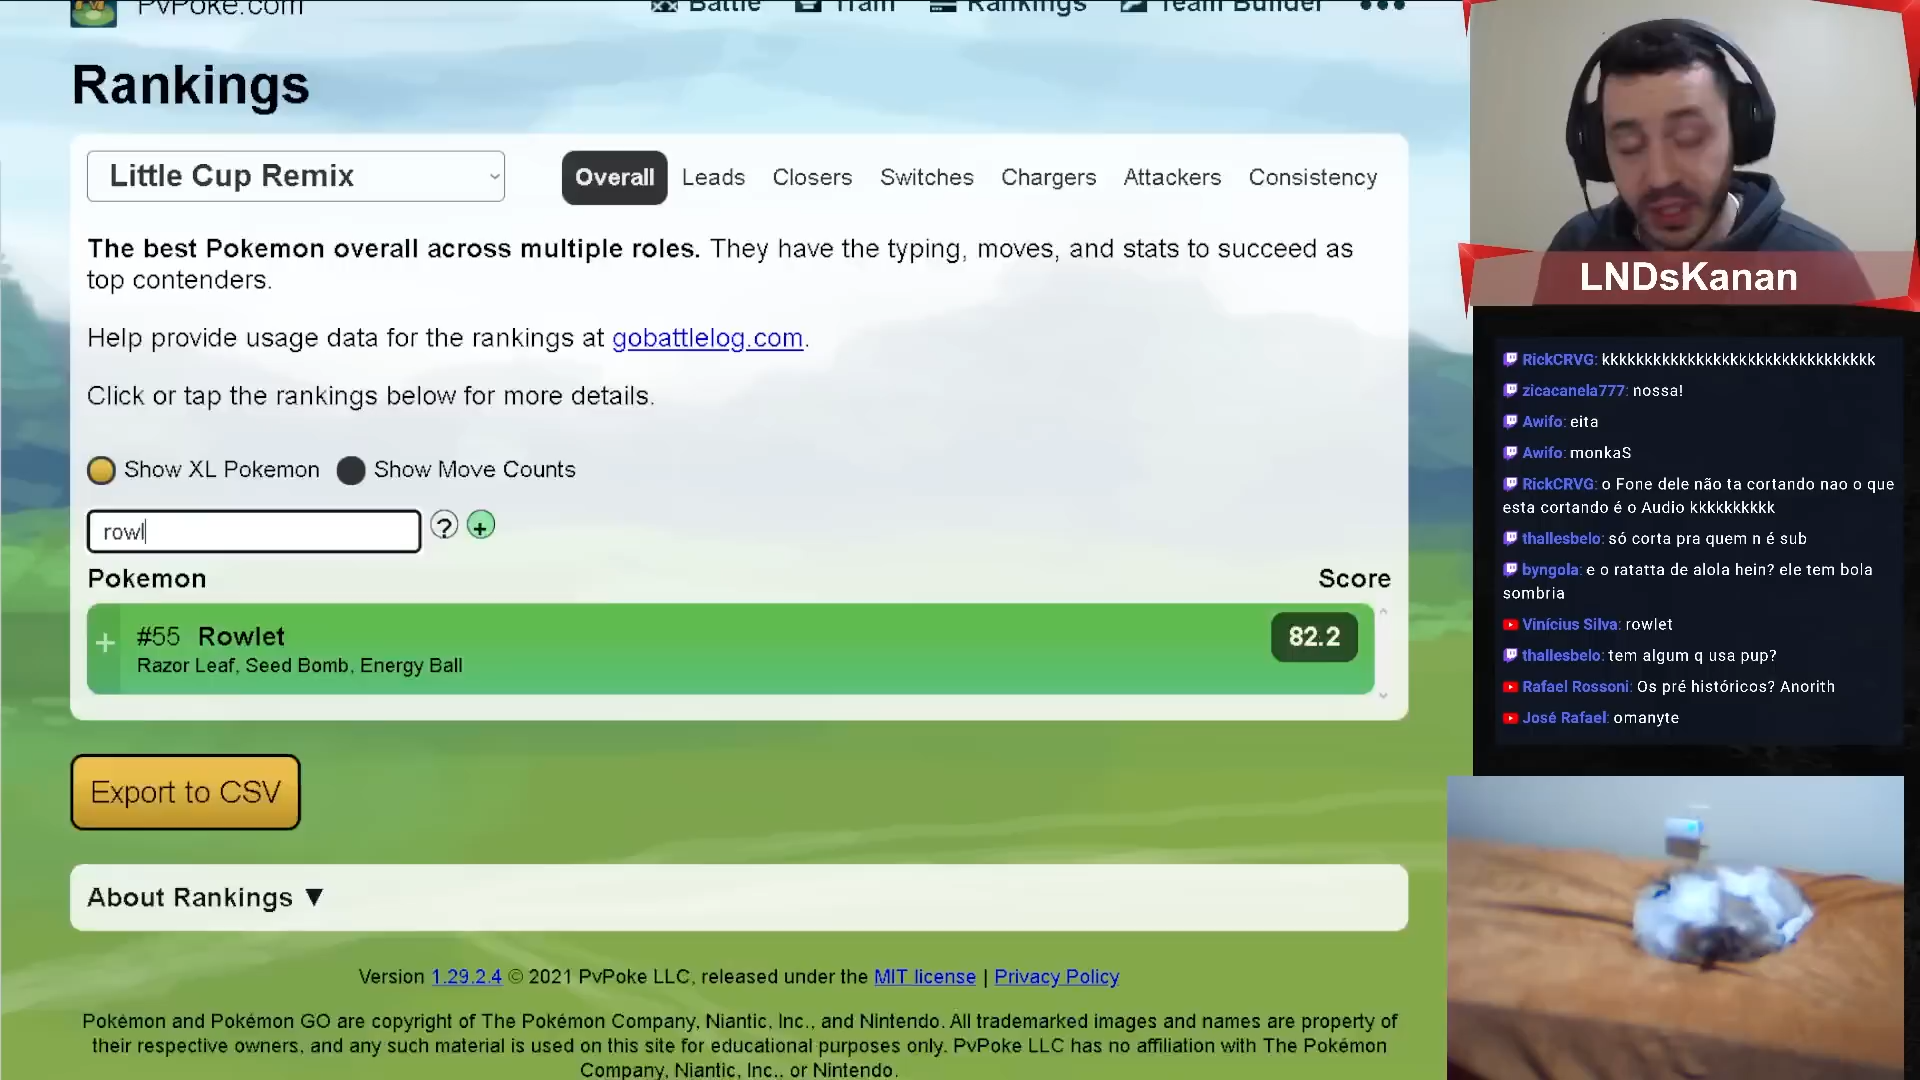 PvPoke.com
Battle
Train
Rankings
Team Builder
Rankings
Little Cup Remix
Overall
Leads
Closers
Switches
Chargers
Attackers
Consistency
The best Pokemon overall across multiple roles. They have the typing, moves, and stats to succeed as
top contenders.
Help provide usage data for the rankings at gobattlelog.com.
Click or tap the rankings below for more details.
Show XL Pokemon
Show Move Counts
rowl
?
+
Pokemon
Score
+
#55 Rowlet
82.2
Razor Leaf, Seed Bomb, Energy Ball
Export to CSV
About Rankings ▼
Version 1.29.2.4 © 2021 PvPoke LLC, released under the MIT license | Privacy Policy
Pokémon and Pokémon GO are copyright of The Pokémon Company, Niantic, Inc., and Nintendo. All trademarked images and names are property of
their respective owners, and any such material is used on this site for educational purposes only. PvPoke LLC has no affiliation with The Pokémon
Company, Niantic, Inc., or Nintendo.
LNDsKanan
RickCRVG: kkkkkkkkkkkkkkkkkkkkkkkkkkkkkkkk
zicacanela777: nossa!
Awifo: eita
Awifo: monkaS
RickCRVG: o Fone dele não ta cortando nao o que
esta cortando é o Audio kkkkkkkkkk
thallesbelo: só corta pra quem n é sub
byngola: e o ratatta de alola hein? ele tem bola
sombria
Vinícius Silva: rowlet
thallesbelo: tem algum q usa pup?
Rafael Rossoni: Os pré históricos? Anorith
José Rafael: omanyte